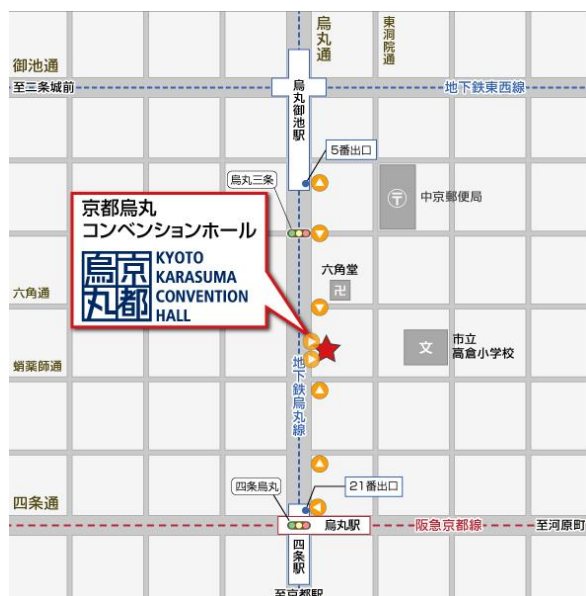 烏丸通
東洞院通
御池通
至二条城前
地下鉄東西線
烏丸御池駅
5番出口
烏丸三条
〒
中京郵便局
京都烏丸
コンベンションホール
京都烏丸
KYOTO
KARASUMA
CONVENTION
HALL
六角堂
卍
六角通
文
市立
高倉小学校
蛸薬師通
地下鉄烏丸線
四条烏丸
21番出口
四条通
烏丸駅
阪急京都線
至河原町
四条駅
至京都駅